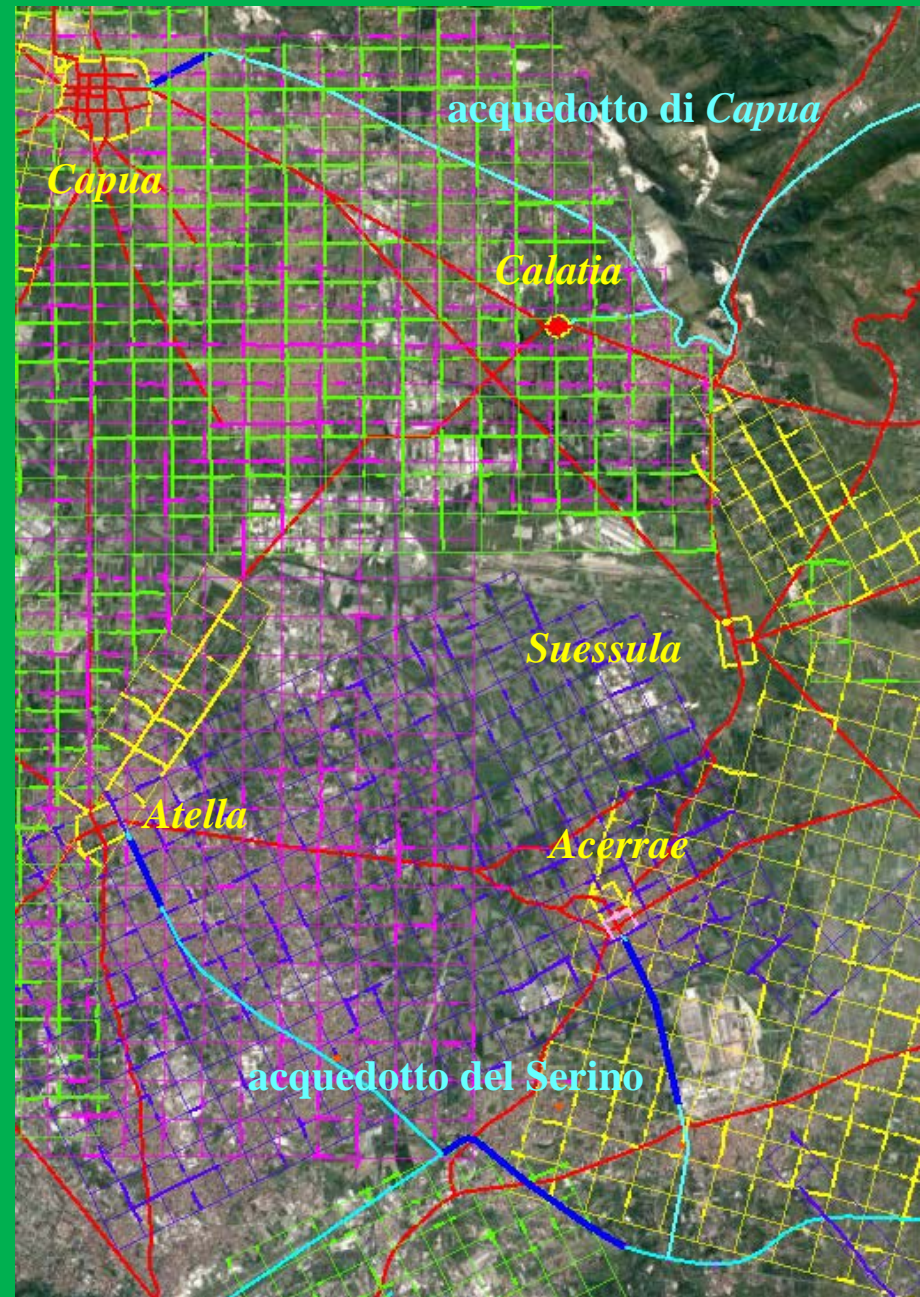 acquedotto di Capua
Capua
Calatia
Suessula
Atella
Acerrae
acquedotto del Serino